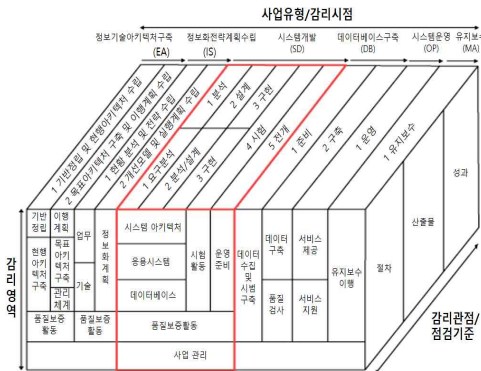 사업유형/감리시점
정보기술아키텍처구축
(EA)
정보화전략계획수립
(IS)
시스템개발
(SD)
데이터베이스구축
(DB)
시스템운영
(OP)
유지보수
(MA)
1 기반정립 및 현행아키텍처 수립
2 목표아키텍처 구축 및 이행계획 수립
1 현황 분석 및 전략 수립
2 개선모델 및 실행계획 수립
1 분석
2 설계
3 구현
1 요구분석
2 분석/설계
3 구현
4 시험
5 전개
1 준비
2 구축
1 운영
1 유지보수
감리영역
기반정립
이행계획
현행아키텍처구축
목표아키텍처구축
관리체계
품질보증활동
업무
기술
정보화계획
품질보증활동
시스템 아키텍처
응용시스템
데이터베이스
시험활동
운영준비
품질보증활동
데이터수집 및 시범구축
데이터구축
품질검사
서비스제공
서비스지원
유지보수이행
사업 관리
절차
산출물
성과
감리관점/
점검기준